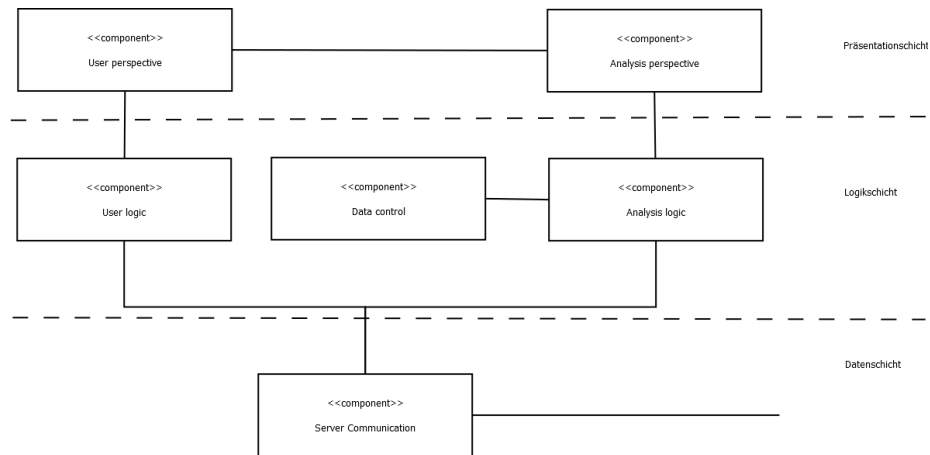 <<component>>
User perspective
<<component>>
Analysis perspective
Präsentationschicht
<<component>>
User logic
<<component>>
Data control
<<component>>
Analysis logic
Logikschicht
Datenschicht
<<component>>
Server Communication